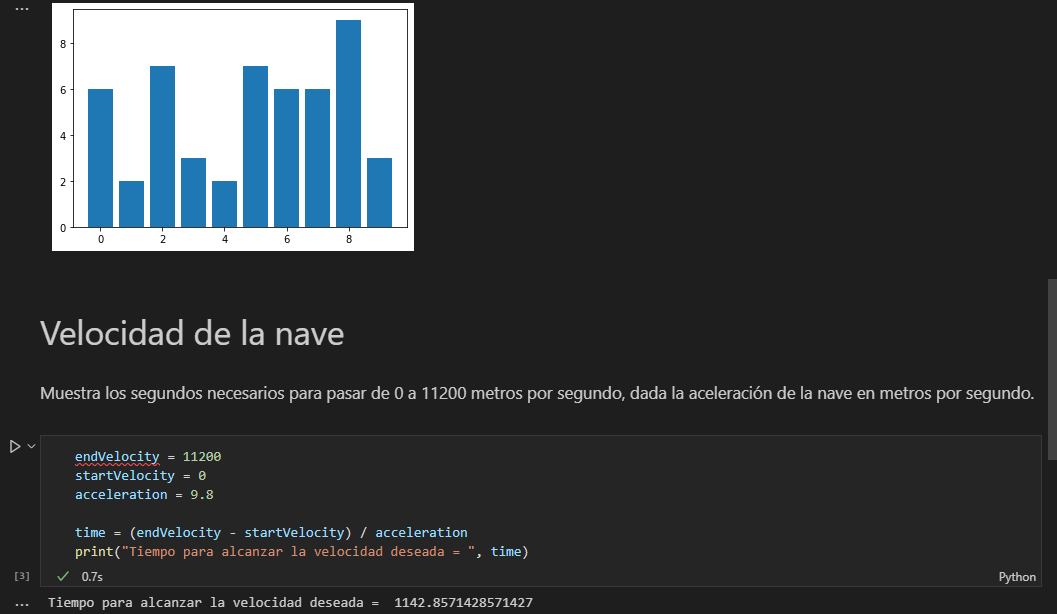 ...
8
6
4
2
0
0 2 4 6 8
Velocidad de la nave
Muestra los segundos necesarios para pasar de 0 a 11200 metros por segundo, dada la aceleración de la nave en metros por segundo.
endVelocity = 11200
startVelocity = 0
acceleration = 9.8
time = (endVelocity - startVelocity) / acceleration
print("Tiempo para alcanzar la velocidad deseada = ", time)
[3] 0.7s Python
... Tiempo para alcanzar la velocidad deseada =  1142.8571428571427